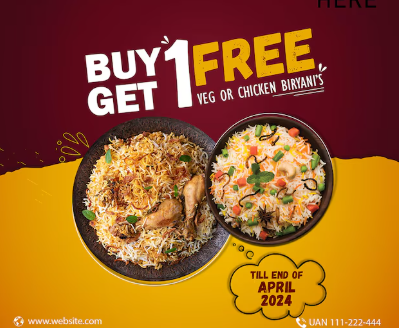 HERE
BUY 1 FREE
GET
VEG OR CHICKEN BIRYANI'S
TILL END OF
APRIL
2024
www.website.com
UAN 111-222-444